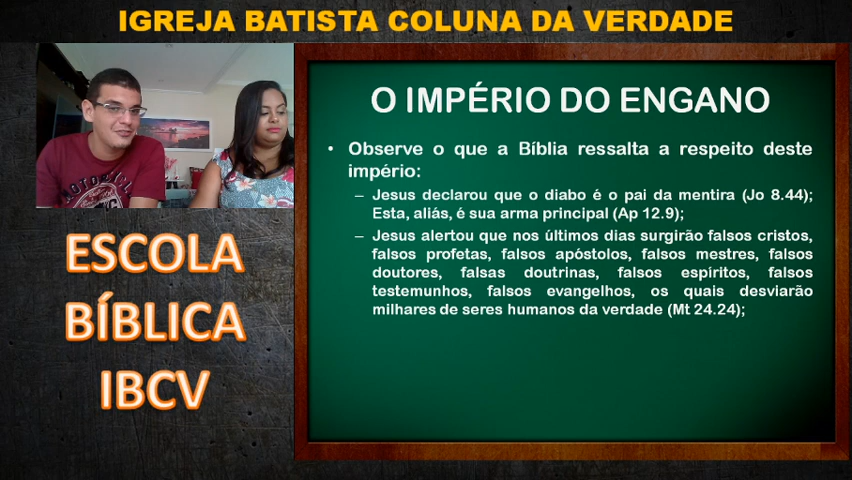 IGREJA BATISTA COLUNA DA VERDADE
MOTORCYCLE
ESCOLA
BÍBLICA
IBCV
O IMPÉRIO DO ENGANO
• Observe o que a Bíblia ressalta a respeito deste
império:
– Jesus declarou que o diabo é o pai da mentira (Jo 8.44);
Esta, aliás, é sua arma principal (Ap 12.9);
– Jesus alertou que nos últimos dias surgirão falsos cristos,
falsos profetas, falsos apóstolos, falsos mestres, falsos
doutores, falsas doutrinas, falsos espíritos, falsos
testemunhos, falsos evangelhos, os quais desviarão
milhares de seres humanos da verdade (Mt 24.24);